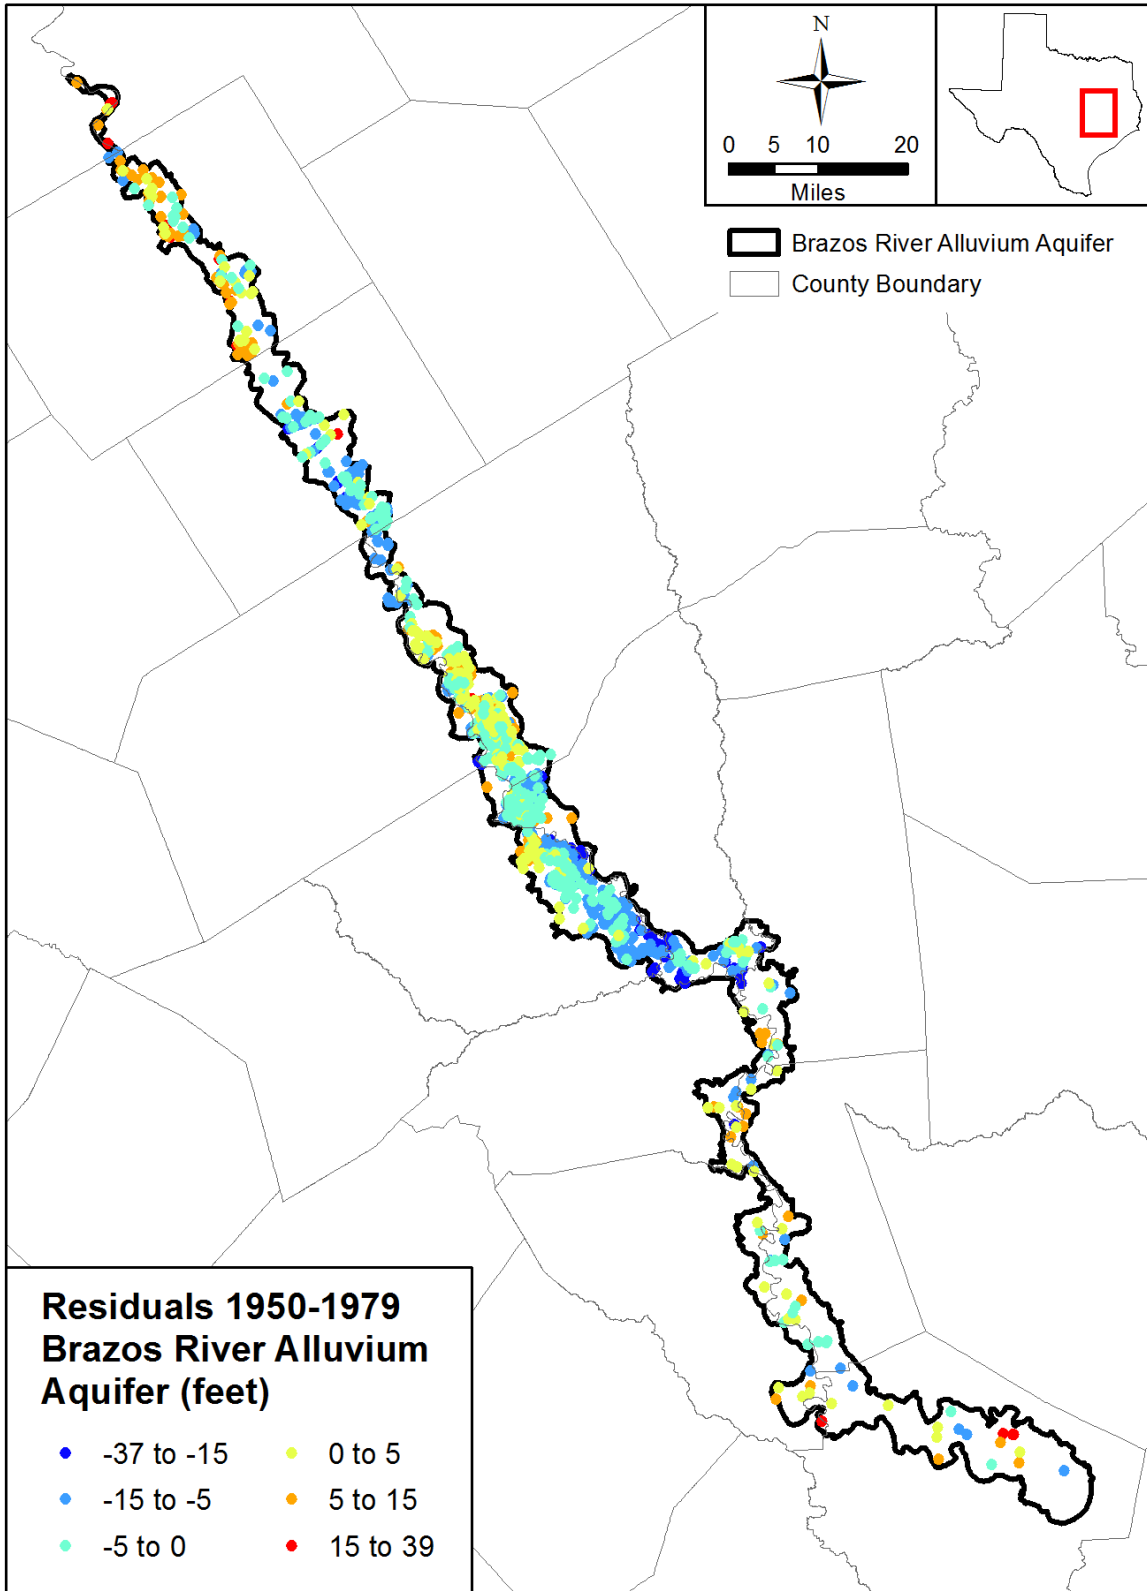 N
0 5 10 20
Miles
Brazos River Alluvium Aquifer
County Boundary
Residuals 1950-1979
Brazos River Alluvium
Aquifer (feet)
-37 to -15
-15 to -5
-5 to 0
0 to 5
5 to 15
15 to 39